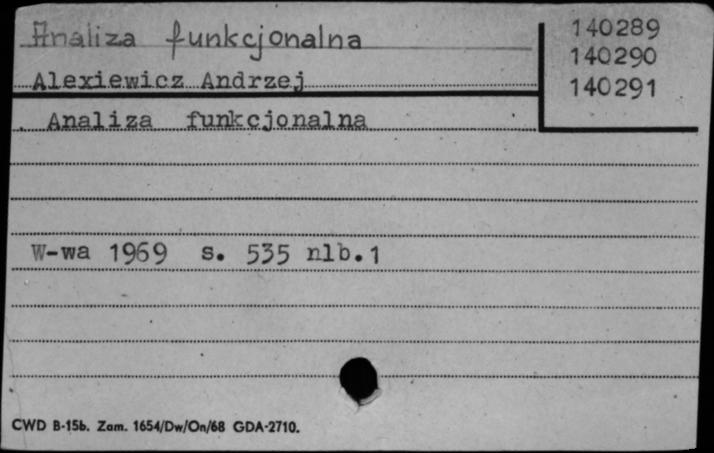 Analiza funkcjonalna
140289
140290
140291
Alexiewicz Andrzej
Analiza funkcjonalna
W-wa 1969 s. 535 nlb.1
CWD B-15b. Zam. 1654/Dw/On/68 GDA-2710.